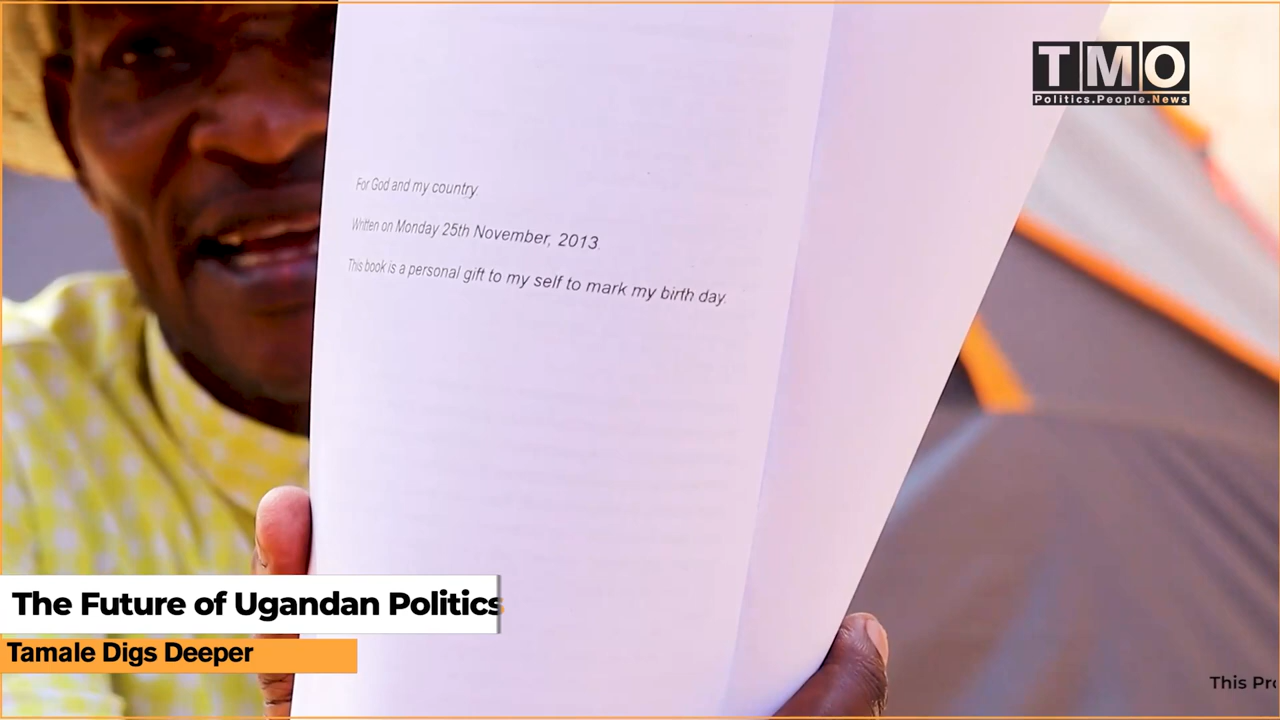 TMO
Politics.People.News
For God and my country.
Written on Monday 25th November, 2013.
This book is a personal gift to my self to mark my birth day.
The Future of Ugandan Politics
Tamale Digs Deeper
This